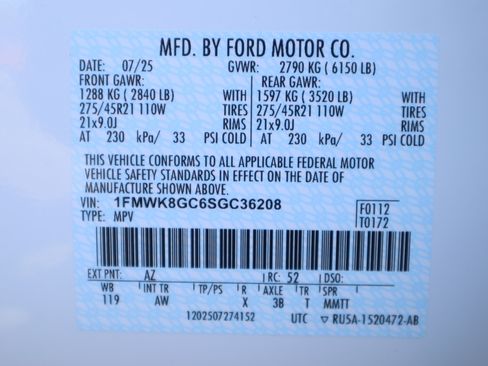 MFD. BY FORD MOTOR CO.
DATE: 07/25 GVWR: 2790 KG (6150 LB)
FRONT GAWR: REAR GAWR:
1288 KG (2840 LB) WITH 1597 KG (3520 LB) WITH
275/45R21 110W TIRES 275/45R21 110W TIRES
21x9.0J RIMS 21x9.0J RIMS
AT 230 kPa/ 33 PSI COLD AT 230 kPa/ 33 PSI COLD
THIS VEHICLE CONFORMS TO ALL APPLICABLE FEDERAL MOTOR
VEHICLE SAFETY STANDARDS IN EFFECT ON THE DATE OF
MANUFACTURE SHOWN ABOVE.
VIN: 1FMWK8GC6SGC36208 F0112
TYPE: MPV T0172
EXT PNT: AZ RC: 52 DSO:
WB INT TR TP/PS R AXLE TR SPR
119 AW X 3B T MMTT
1202507274152 UTC ▽ RU5A-1520472-AB